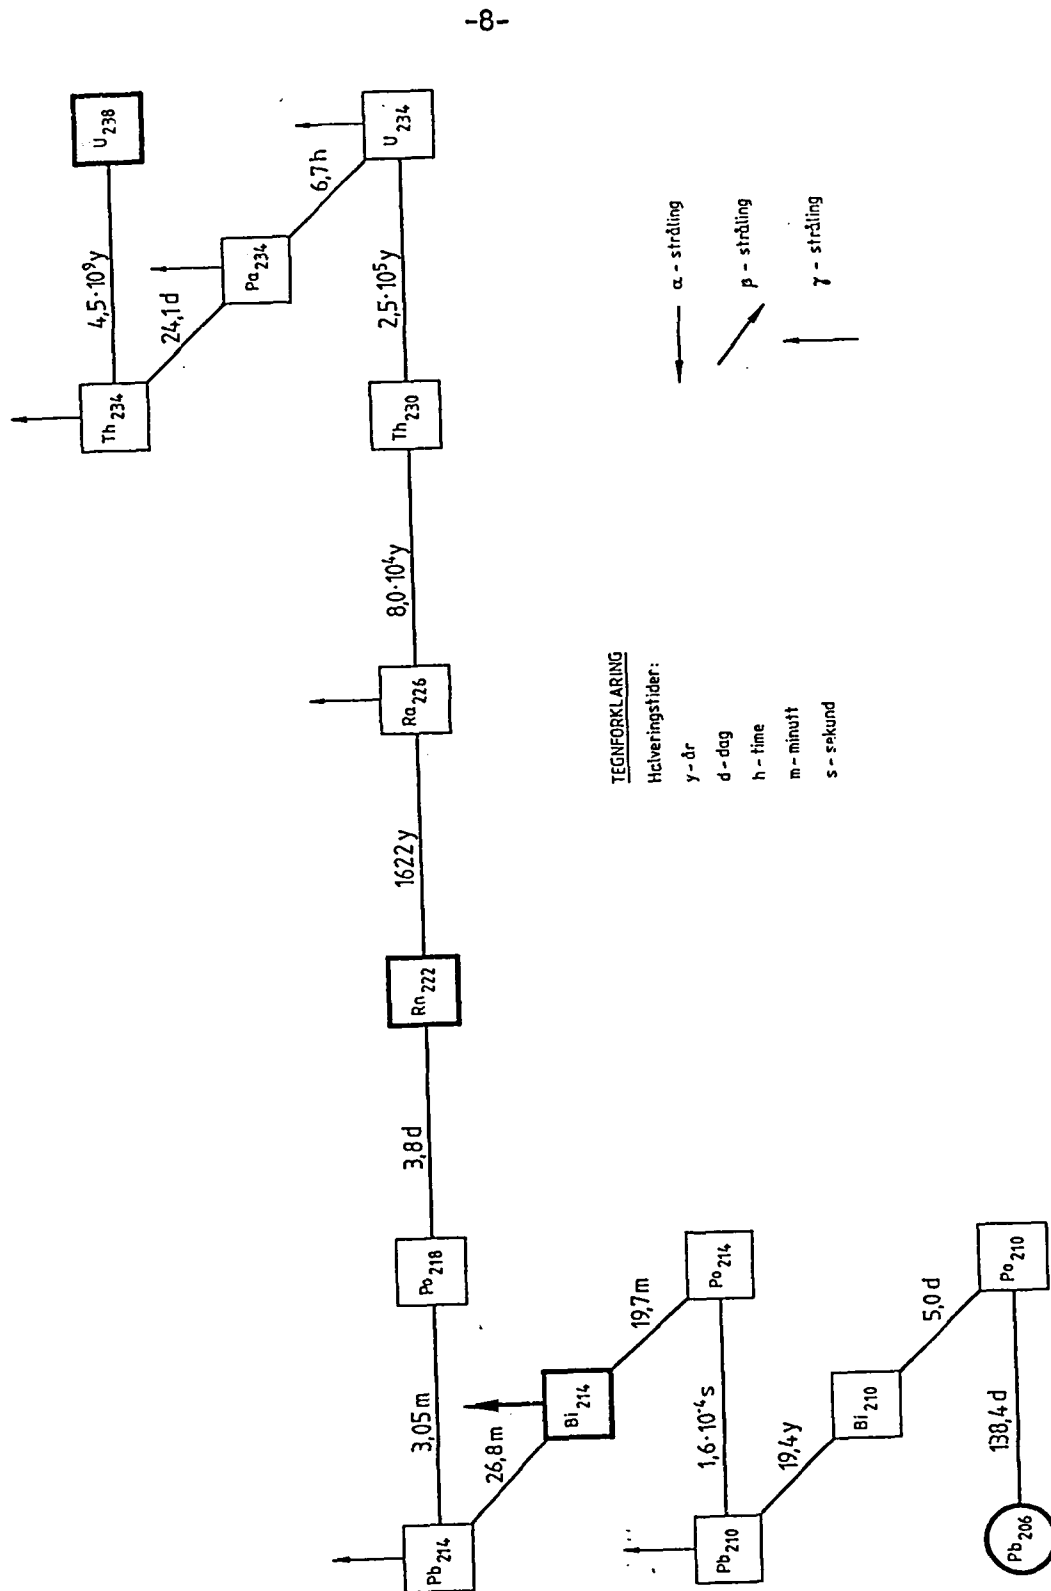 -8-
U238
4,5·10⁹y
Th234
24,1d
Pa234
6,7h
U234
2,5·10⁵y
Th230
8,0·10⁴y
Ra226
1622y
Rn222
3,8d
Po218
3,05m
Pb214
26,8m
Bi214
19,7m
Po214
1,6·10⁻⁴s
Pb210
19,4y
Bi210
5,0d
Po210
138,4d
Pb206
TEGNFORKLARING
Halveringstider:
y-år
d-dag
h-time
m-minutt
s-sekund
α-stråling
β-stråling
γ-stråling